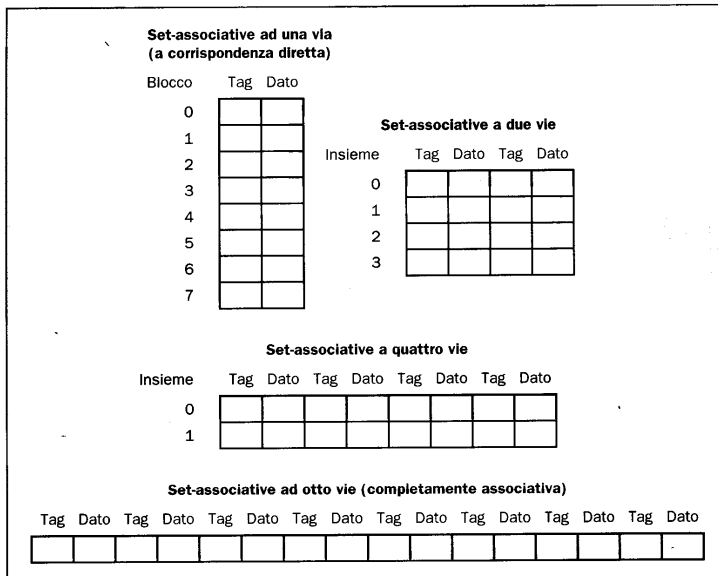 Set-associative ad una via
(a corrispondenza diretta)
Blocco Tag Dato
0
1
2
3
4
5
6
7
Set-associative a due vie
Insieme Tag Dato Tag Dato
0
1
2
3
Set-associative a quattro vie
Insieme Tag Dato Tag Dato Tag Dato Tag Dato
0
1
Set-associative ad otto vie (completamente associativa)
Tag Dato Tag Dato Tag Dato Tag Dato Tag Dato Tag Dato Tag Dato Tag Dato